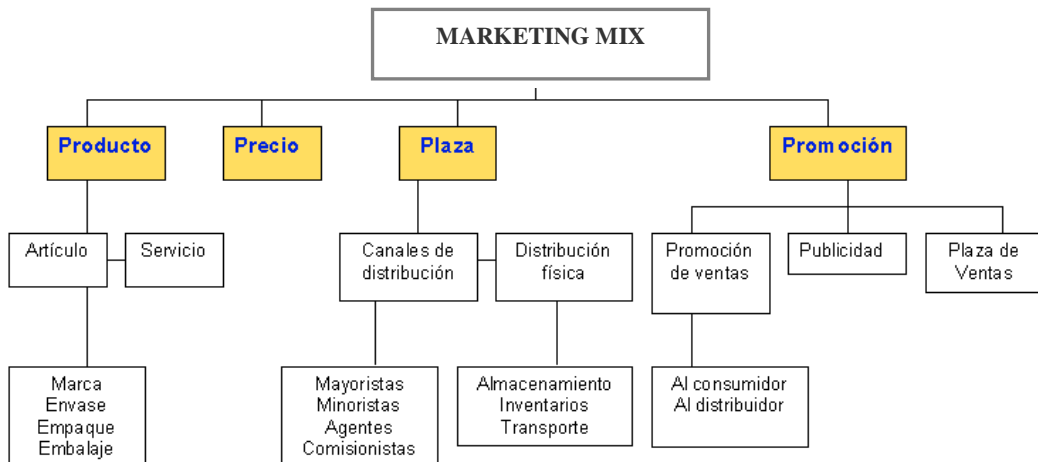 MARKETING MIX
Producto
Precio
Plaza
Promoción
Artículo
Servicio
Canales de
distribución
Distribución
física
Promoción
de ventas
Publicidad
Plaza de
Ventas
Marca
Envase
Empaque
Embalaje
Mayoristas
Minoristas
Agentes
Comisionistas
Almacenamiento
Inventarios
Transporte
Al consumidor
Al distribuidor